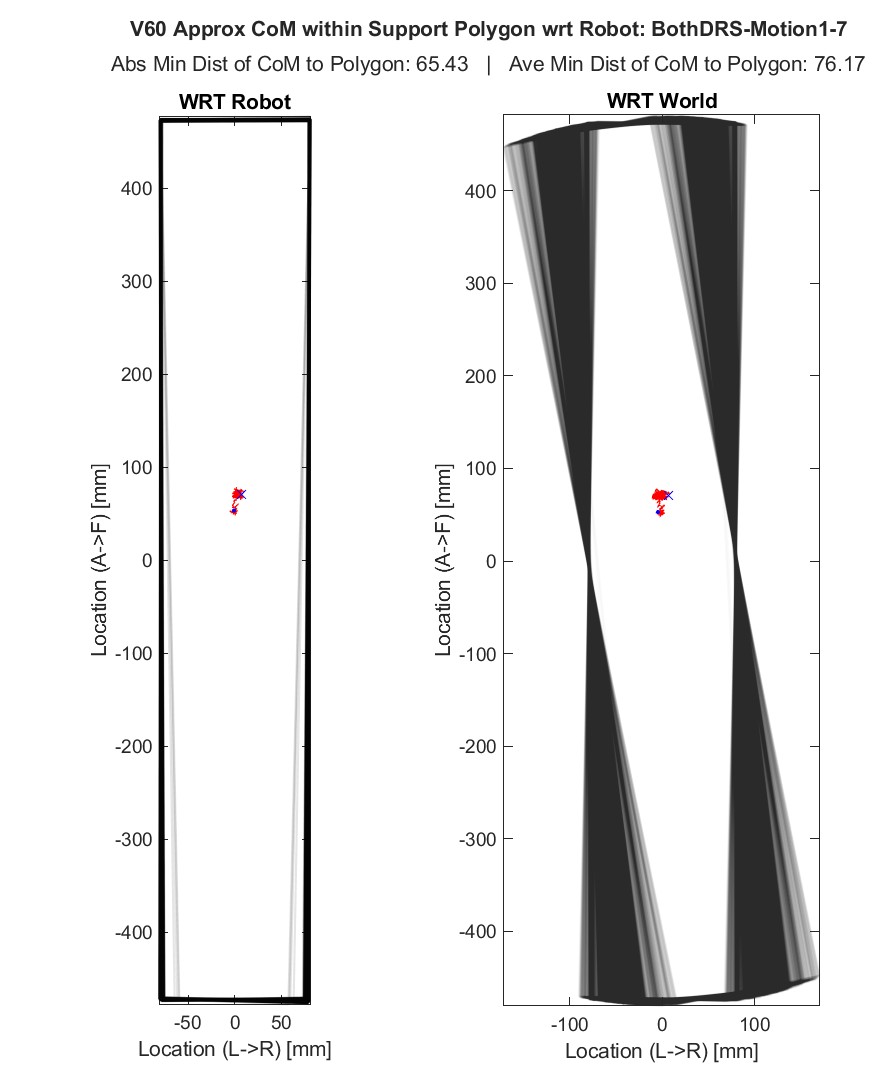 V60 Approx CoM within Support Polygon wrt Robot: BothDRS-Motion1-7
Abs Min Dist of CoM to Polygon: 65.43 | Ave Min Dist of CoM to Polygon: 76.17
WRT Robot
400
300
200
100
0
-100
-200
-300
-400
Location (A->F) [mm]
-50 0 50
Location (L->R) [mm]
WRT World
400
300
200
100
0
-100
-200
-300
-400
Location (A->F) [mm]
-100 0 100
Location (L->R) [mm]